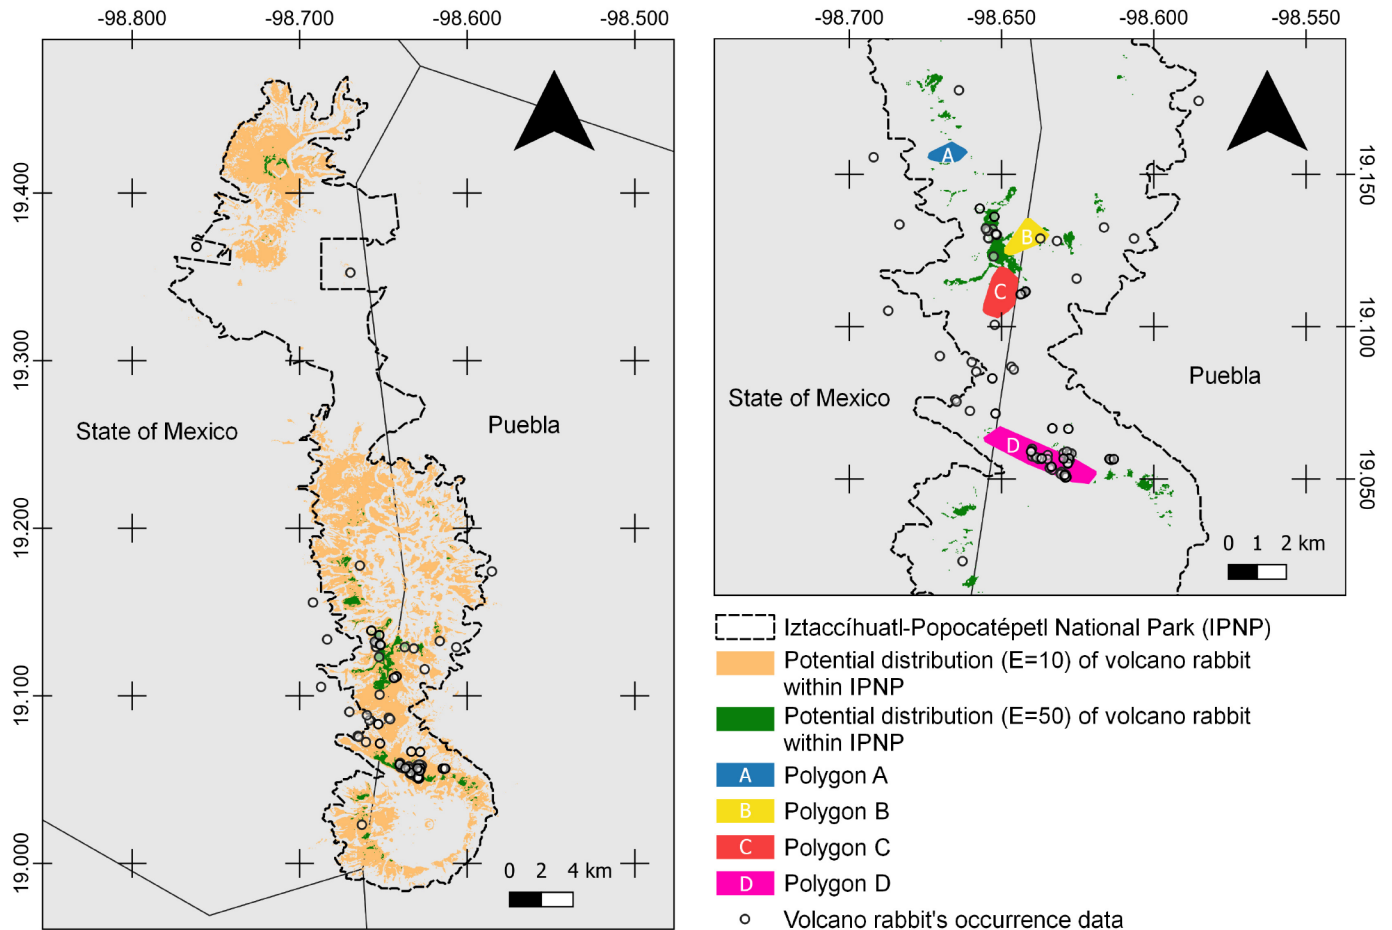 -98.800
-98.700
-98.600
-98.500
19.400
19.300
19.200
19.100
19.000
State of Mexico
Puebla
0 2 4 km
-98.700
-98.650
-98.600
-98.550
19.150
19.100
19.050
A
B
C
D
State of Mexico
Puebla
0 1 2 km
Iztaccíhuatl-Popocatépetl National Park (IPNP)
Potential distribution (E=10) of volcano rabbit
within IPNP
Potential distribution (E=50) of volcano rabbit
within IPNP
A Polygon A
B Polygon B
C Polygon C
D Polygon D
Volcano rabbit's occurrence data